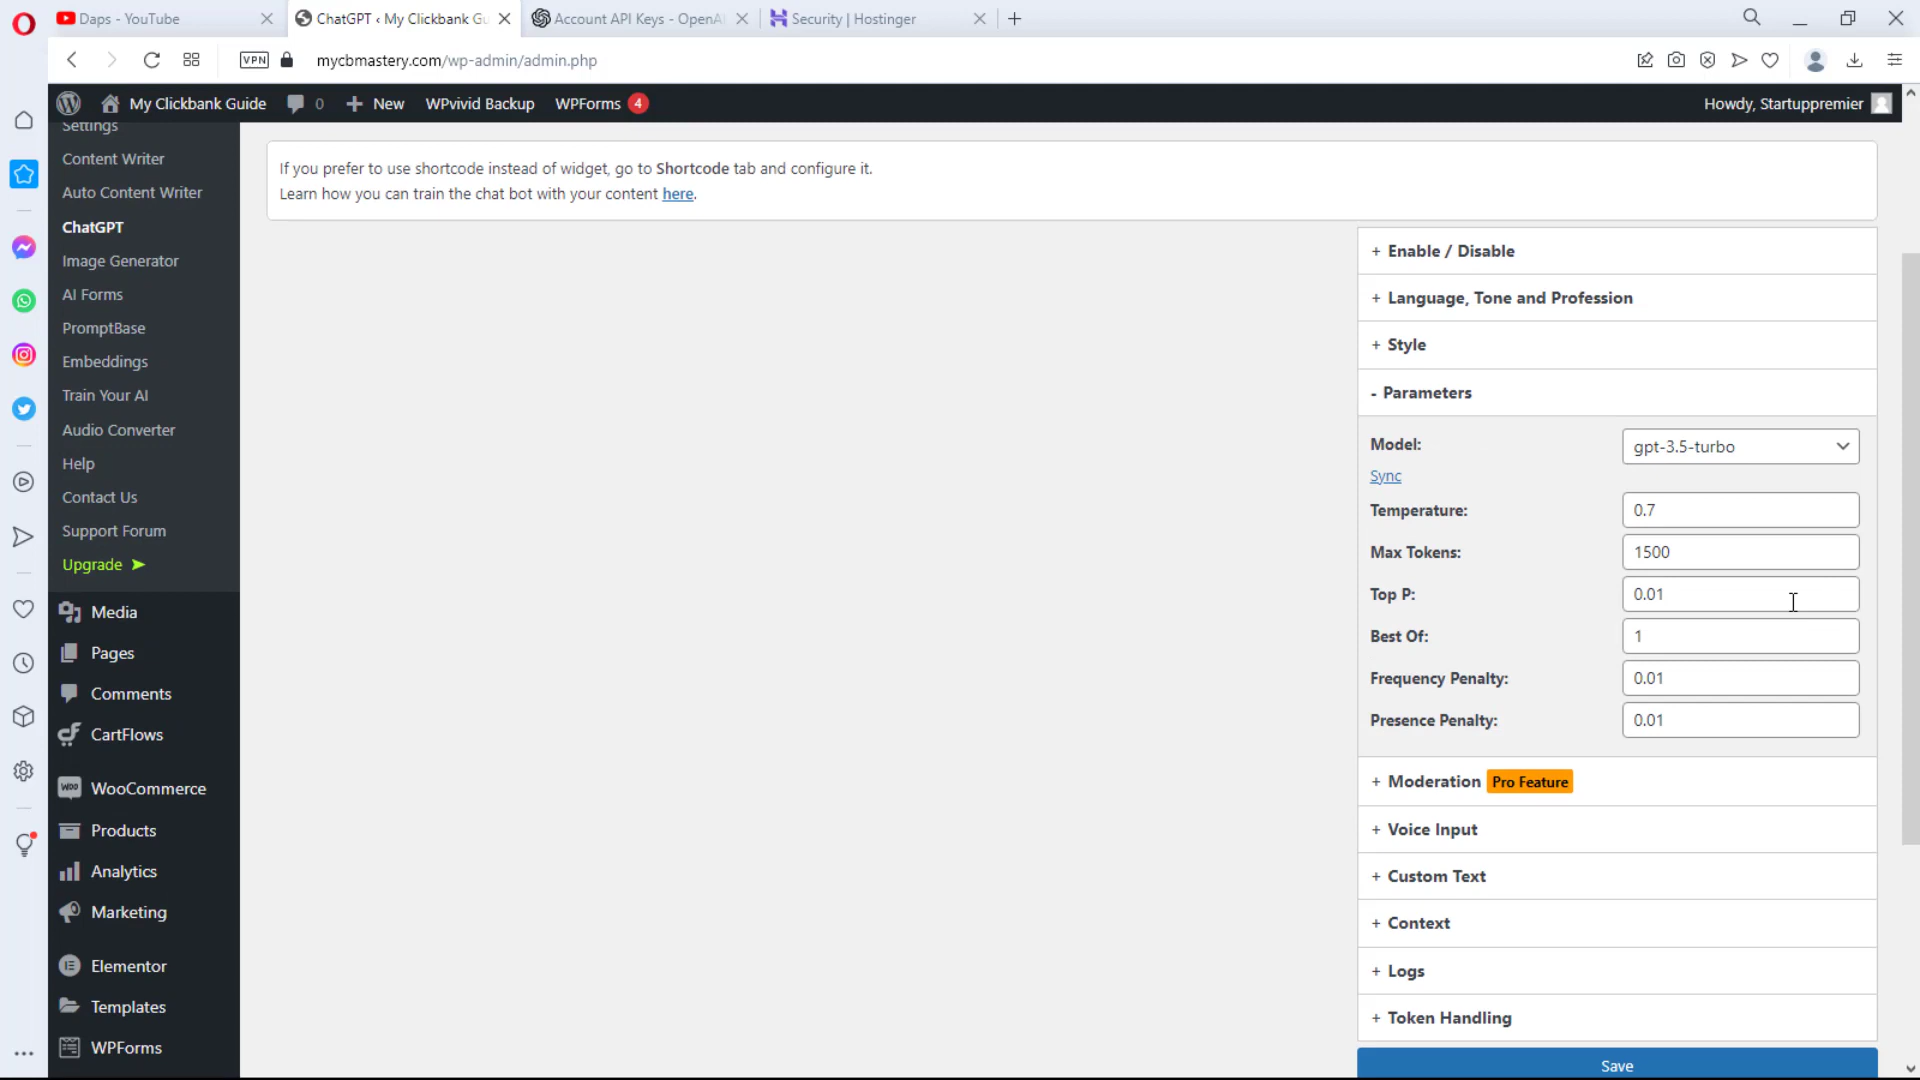 Daps - YouTube
ChatGPT ‹ My Clickbank Gu
Account API Keys - OpenA
Security | Hostinger
VPN
mycbmastery.com/wp-admin/admin.php
My Clickbank Guide
0
New
WPvivid Backup
WPForms
4
Howdy, Startuppremier
Settings
Content Writer
Auto Content Writer
ChatGPT
Image Generator
AI Forms
PromptBase
Embeddings
Train Your AI
Audio Converter
Help
Contact Us
Support Forum
Upgrade ➤
Media
Pages
Comments
CartFlows
WooCommerce
Products
Analytics
Marketing
Elementor
Templates
WPForms
If you prefer to use shortcode instead of widget, go to Shortcode tab and configure it.
Learn how you can train the chat bot with your content here.
+ Enable / Disable
+ Language, Tone and Profession
+ Style
- Parameters
Model:
gpt-3.5-turbo
Sync
Temperature:
0.7
Max Tokens:
1500
Top P:
0.01
Best Of:
1
Frequency Penalty:
0.01
Presence Penalty:
0.01
+ Moderation Pro Feature
+ Voice Input
+ Custom Text
+ Context
+ Logs
+ Token Handling
Save